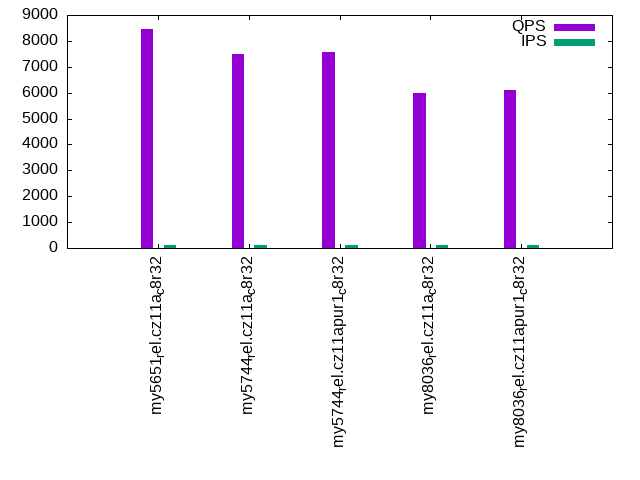 9000
8000
7000
6000
5000
4000
3000
2000
1000
0
QPS
IPS
my5651rel.cz11ac8r32
my5744rel.cz11ac8r32
my5744rel.cz11apur1c8r32
my8036rel.cz11ac8r32
my8036rel.cz11apur1c8r32